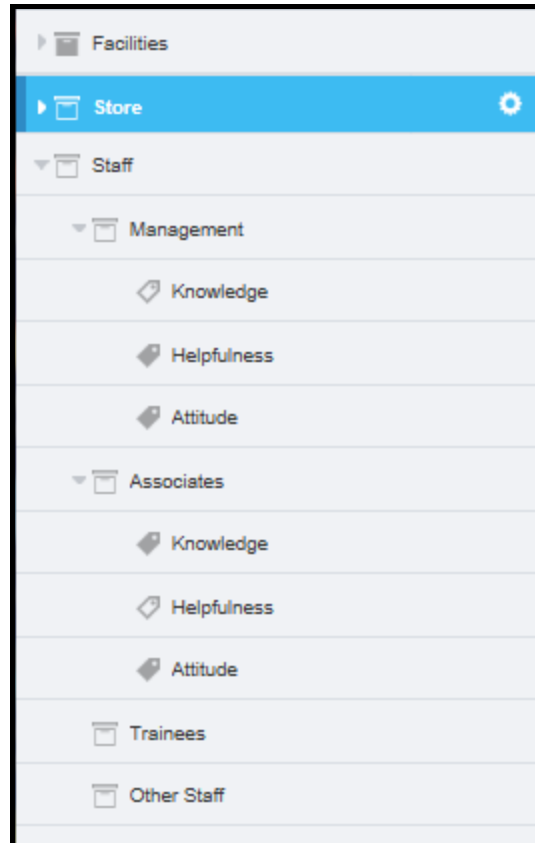 Facilities
Store
Staff
Management
Knowledge
Helpfulness
Attitude
Associates
Knowledge
Helpfulness
Attitude
Trainees
Other Staff